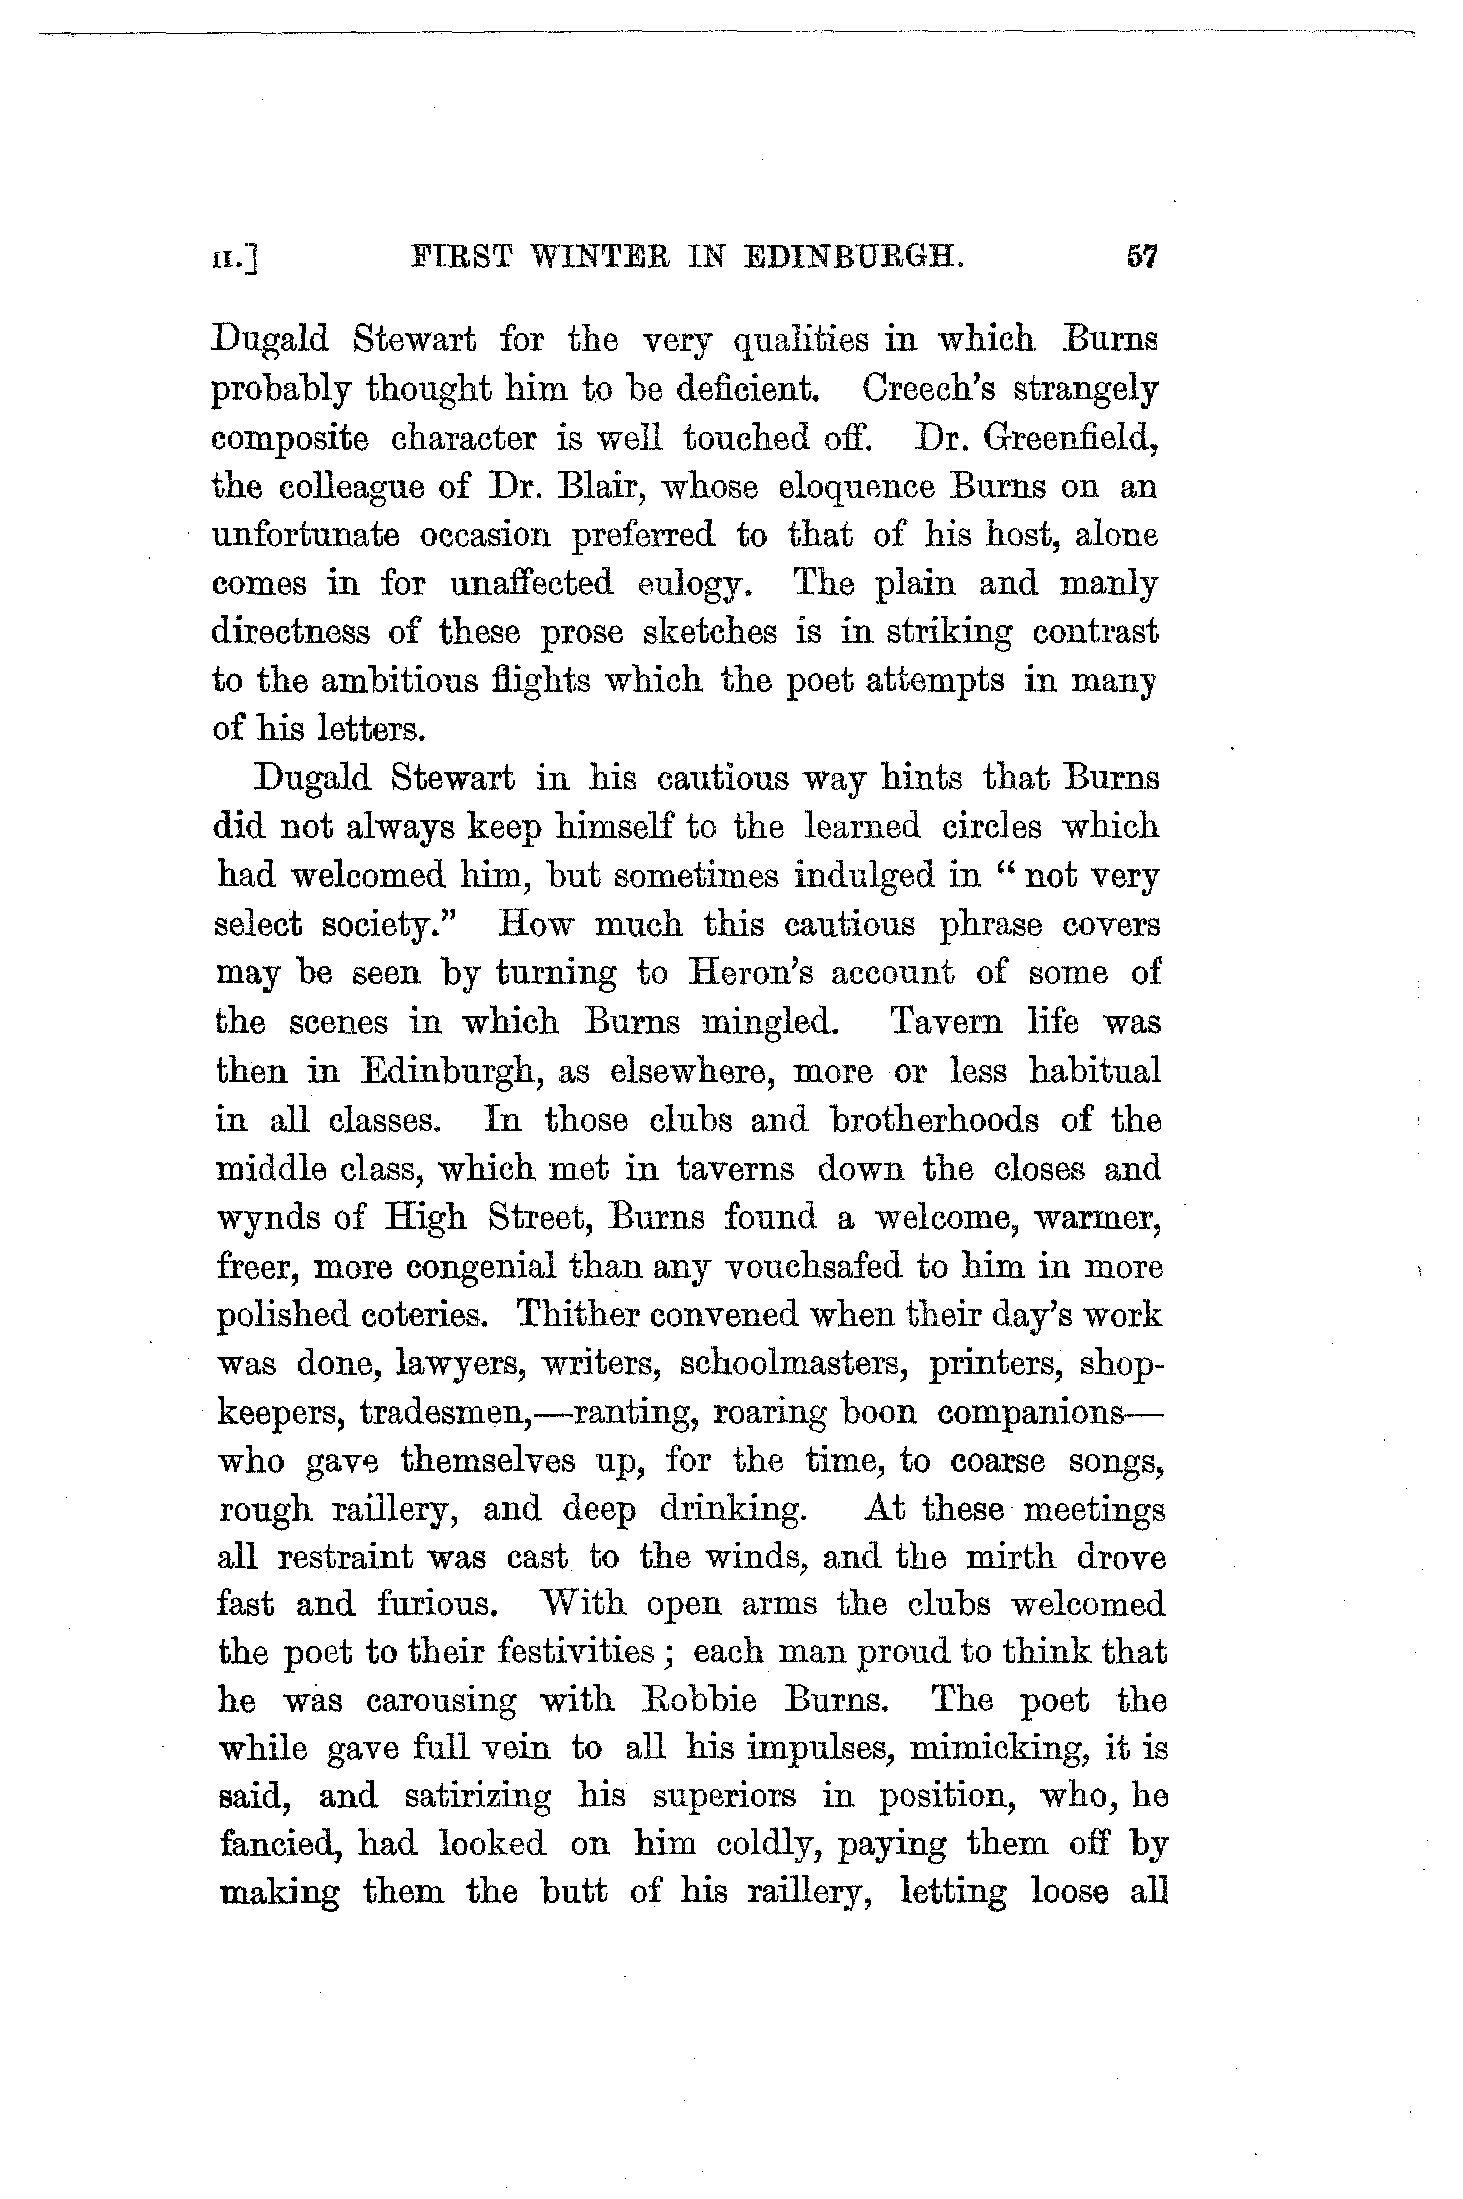 II.] FIRST WINTER IN EDINBURGH. 57
Dugald Stewart for the very qualities in which Burns
probably thought him to be deficient. Creech's strangely
composite character is well touched off. Dr. Greenfield,
the colleague of Dr. Blair, whose eloquence Burns on an
unfortunate occasion preferred to that of his host, alone
comes in for unaffected eulogy. The plain and manly
directness of these prose sketches is in striking contrast
to the ambitious flights which the poet attempts in many
of his letters.
Dugald Stewart in his cautious way hints that Burns
did not always keep himself to the learned circles which
had welcomed him, but sometimes indulged in " not very
select society." How much this cautious phrase covers
may be seen by turning to Heron's account of some of
the scenes in which Burns mingled. Tavern life was
then in Edinburgh, as elsewhere, more or less habitual
in all classes. In those clubs and brotherhoods of the
middle class, which met in taverns down the closes and
wynds of High Street, Burns found a welcome, warmer,
freer, more congenial than any vouchsafed to him in more
polished coteries. Thither convened when their day's work
was done, lawyers, writers, schoolmasters, printers, shop-
keepers, tradesmen,—ranting, roaring boon companions—
who gave themselves up, for the time, to coarse songs,
rough raillery, and deep drinking. At these meetings
all restraint was cast to the winds, and the mirth drove
fast and furious. With open arms the clubs welcomed
the poet to their festivities ; each man proud to think that
he was carousing with Robbie Burns. The poet the
while gave full vein to all his impulses, mimicking, it is
said, and satirizing his superiors in position, who, he
fancied, had looked on him coldly, paying them off by
making them the butt of his raillery, letting loose all